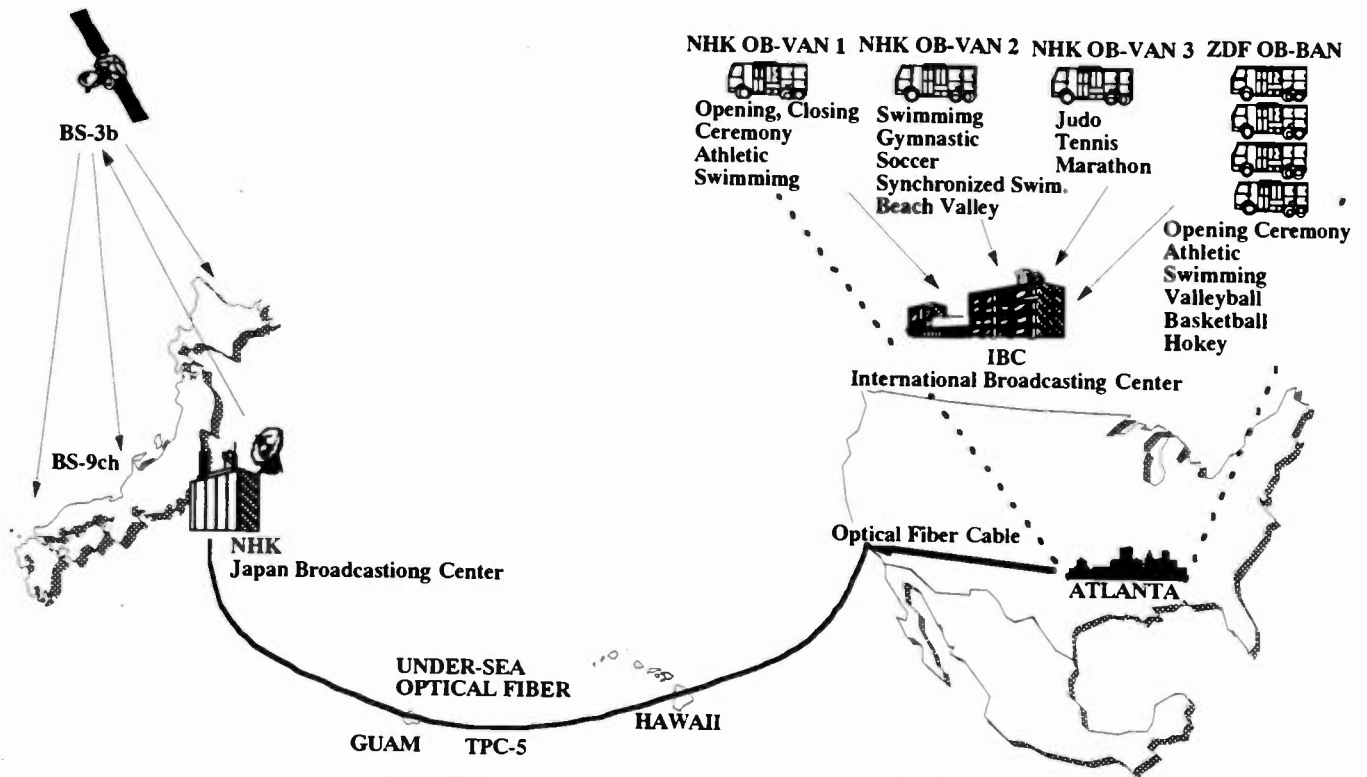 NHK OB-VAN 1
Opening, Closing
Ceremony
Athletic
Swimmimg
NHK OB-VAN 2
Swimmimg
Gymnastic
Soccer
Synchronized Swim.
Beach Valley
NHK OB-VAN 3
Judo
Tennis
Marathon
ZDF OB-BAN
Opening Ceremony
Athletic
Swimming
Valleyball
Basketball
Hokey
BS-3b
IBC
International Broadcasting Center
BS-9ch
NHK
Japan Broadcastiong Center
Optical Fiber Cable
ATLANTA
UNDER-SEA
OPTICAL FIBER
HAWAII
GUAM
TPC-5